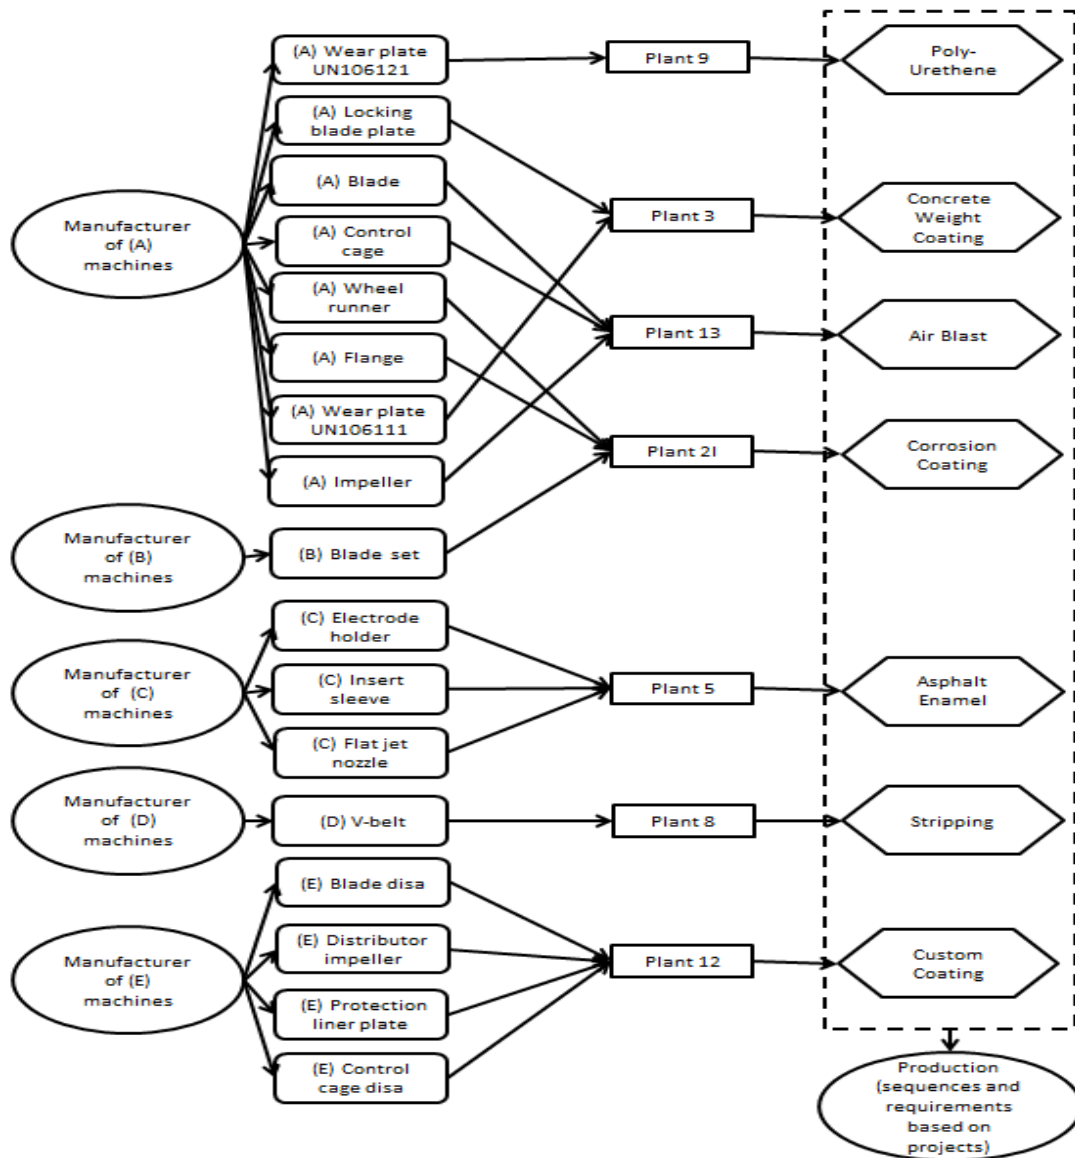 (A) Wear plate
UN106121
Plant 9
Poly-
Urethene
(A) Locking
blade plate
(A) Blade
Plant 3
Concrete
Weight
Coating
Manufacturer
of (A)
machines
(A) Control
cage
(A) Wheel
runner
Plant 13
Air Blast
(A) Flange
(A) Wear plate
UN106111
Plant 2I
Corrosion
Coating
(A) Impeller
Manufacturer
of (B)
machines
(B) Blade set
(C) Electrode
holder
Manufacturer
of (C)
machines
(C) Insert
sleeve
Plant 5
Asphalt
Enamel
(C) Flat jet
nozzle
Manufacturer
of (D)
machines
(D) V-belt
Plant 8
Stripping
(E) Blade disa
Manufacturer
of (E)
machines
(E) Distributor
impeller
Plant 12
Custom
Coating
(E) Protection
liner plate
(E) Control
cage disa
Production
(sequences and
requirements
based on
projects)